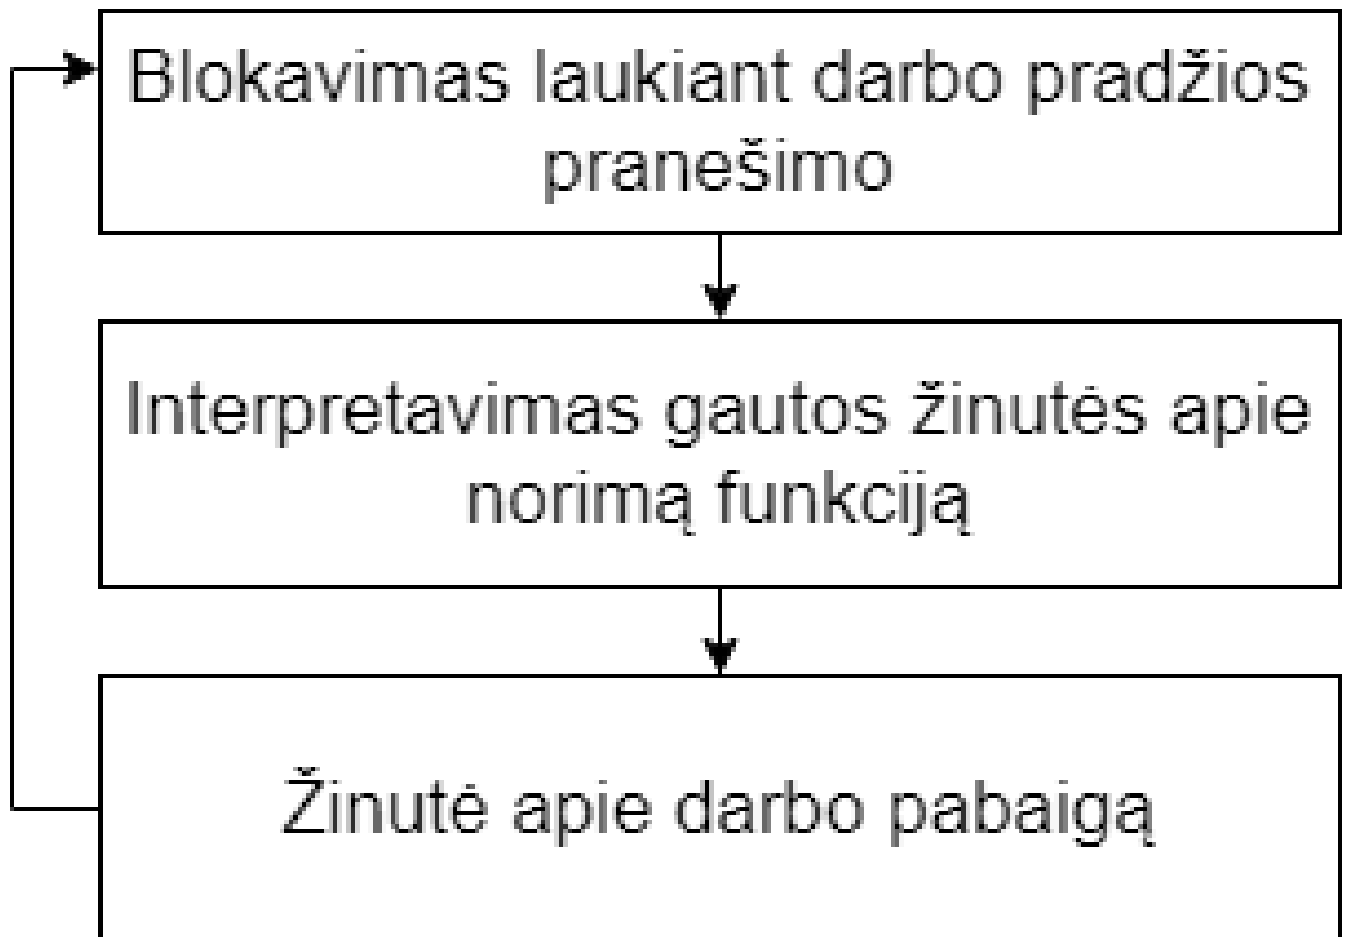 Blokavimas laukiant darbo pradžios
pranešimo
Interpretavimas gautos žinutės apie
norimą funkciją
Žinutė apie darbo pabaigą